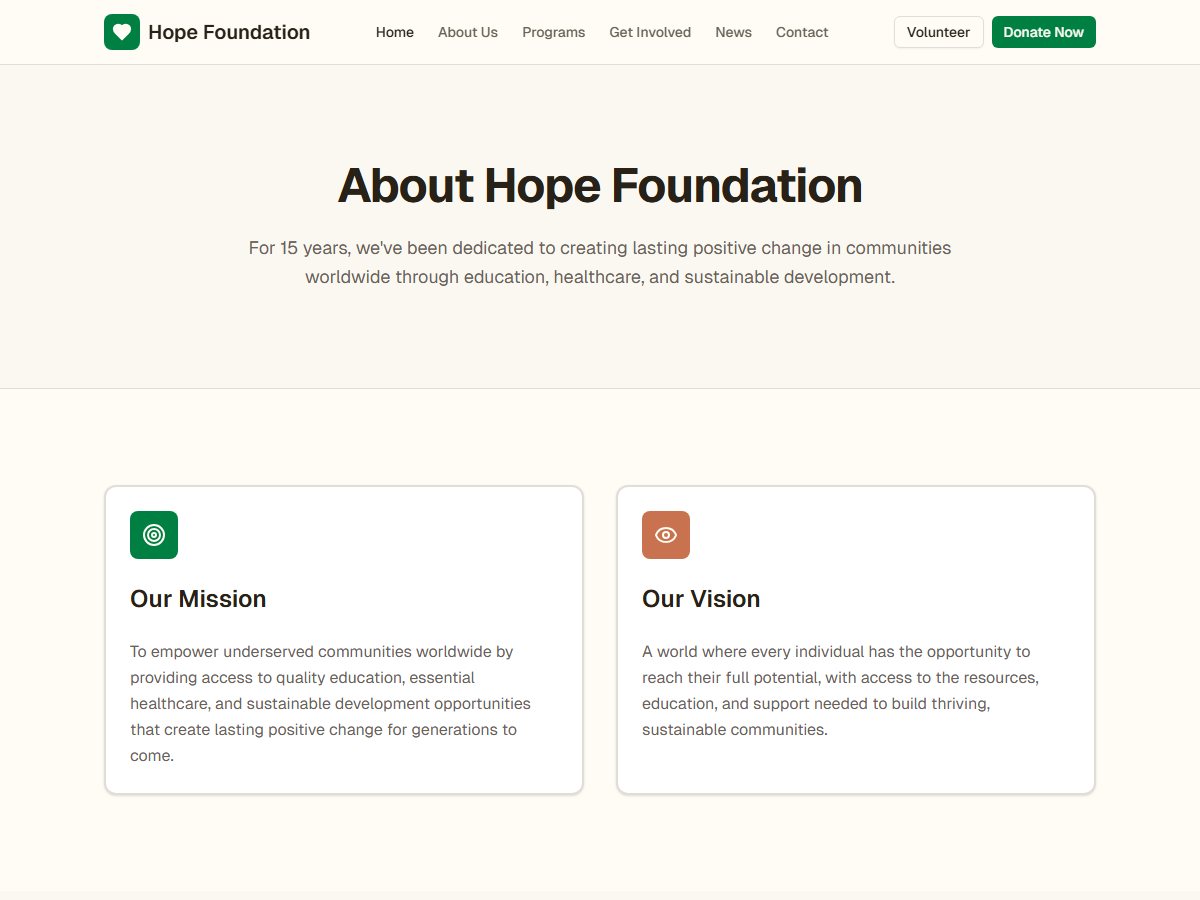 Hope Foundation
Home
About Us
Programs
Get Involved
News
Contact
Volunteer
Donate Now
About Hope Foundation
For 15 years, we've been dedicated to creating lasting positive change in communities
worldwide through education, healthcare, and sustainable development.
Our Mission
To empower underserved communities worldwide by
providing access to quality education, essential
healthcare, and sustainable development opportunities
that create lasting positive change for generations to
come.
Our Vision
A world where every individual has the opportunity to
reach their full potential, with access to the resources,
education, and support needed to build thriving,
sustainable communities.